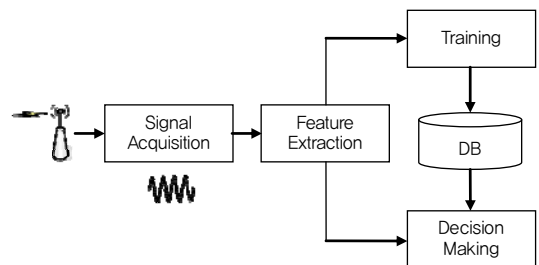 Training
Signal
Acquisition
Feature
Extraction
DB
Decision
Making